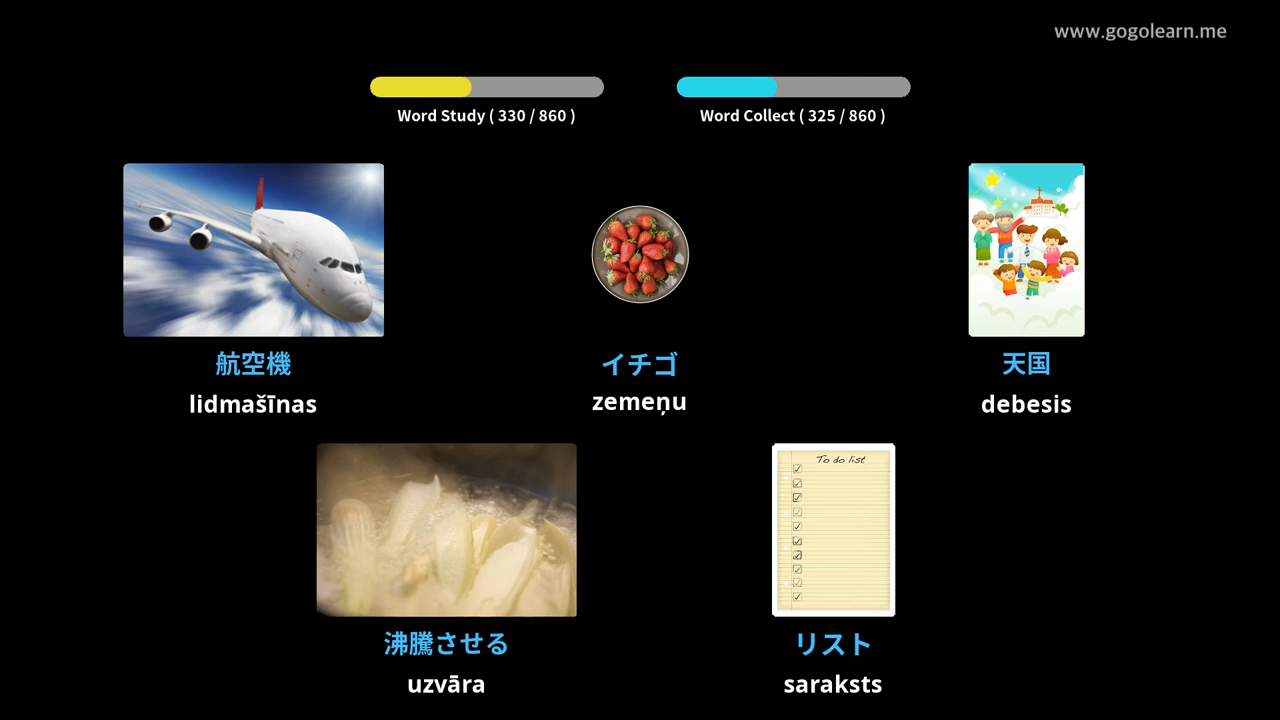 www.gogolearn.me
Word Study ( 330 / 860 )
Word Collect ( 325 / 860 )
航空機
lidmašīnas
イチゴ
zemeņu
天国
debesis
To do list
沸騰させる
uzvāra
リスト
saraksts